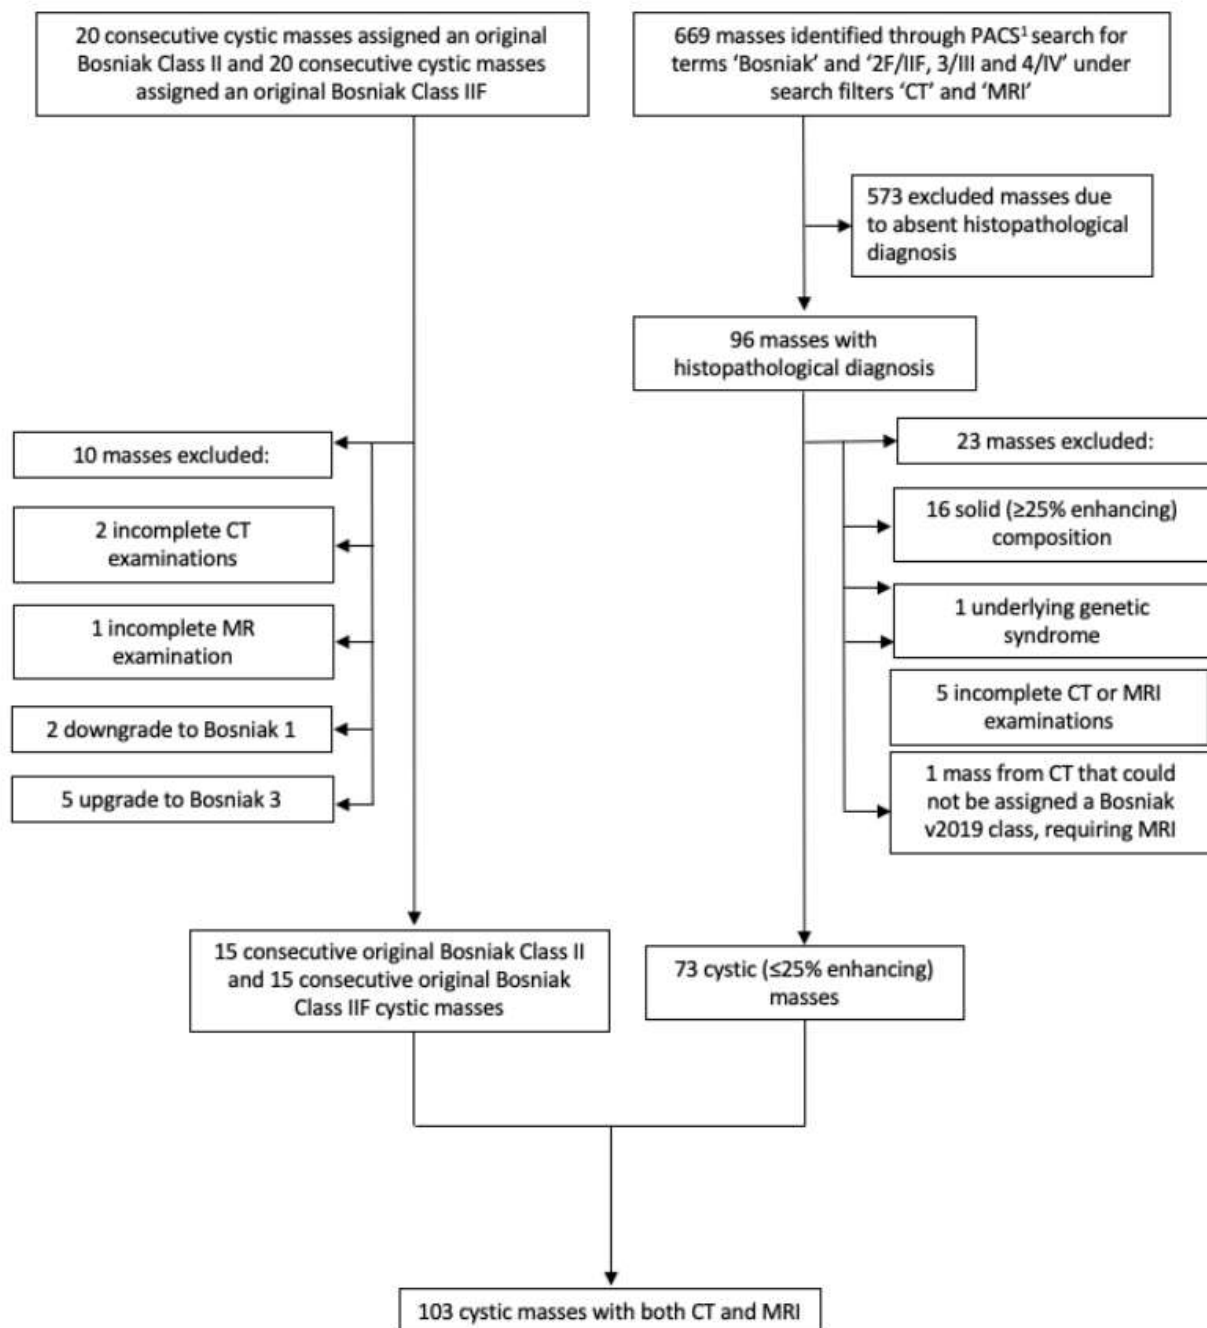 20 consecutive cystic masses assigned an original
Bosniak Class II and 20 consecutive cystic masses
assigned an original Bosniak Class IIF
669 masses identified through PACS¹ search for
terms ‘Bosniak’ and ‘2F/IIF, 3/III and 4/IV’ under
search filters ‘CT’ and ‘MRI’
573 excluded masses due
to absent histopathological
diagnosis
96 masses with
histopathological diagnosis
10 masses excluded:
2 incomplete CT
examinations
1 incomplete MR
examination
2 downgrade to Bosniak 1
5 upgrade to Bosniak 3
23 masses excluded:
16 solid (≥25% enhancing)
composition
1 underlying genetic
syndrome
5 incomplete CT or MRI
examinations
1 mass from CT that could
not be assigned a Bosniak
v2019 class, requiring MRI
15 consecutive original Bosniak Class II
and 15 consecutive original Bosniak
Class IIF cystic masses
73 cystic (≤25% enhancing)
masses
103 cystic masses with both CT and MRI